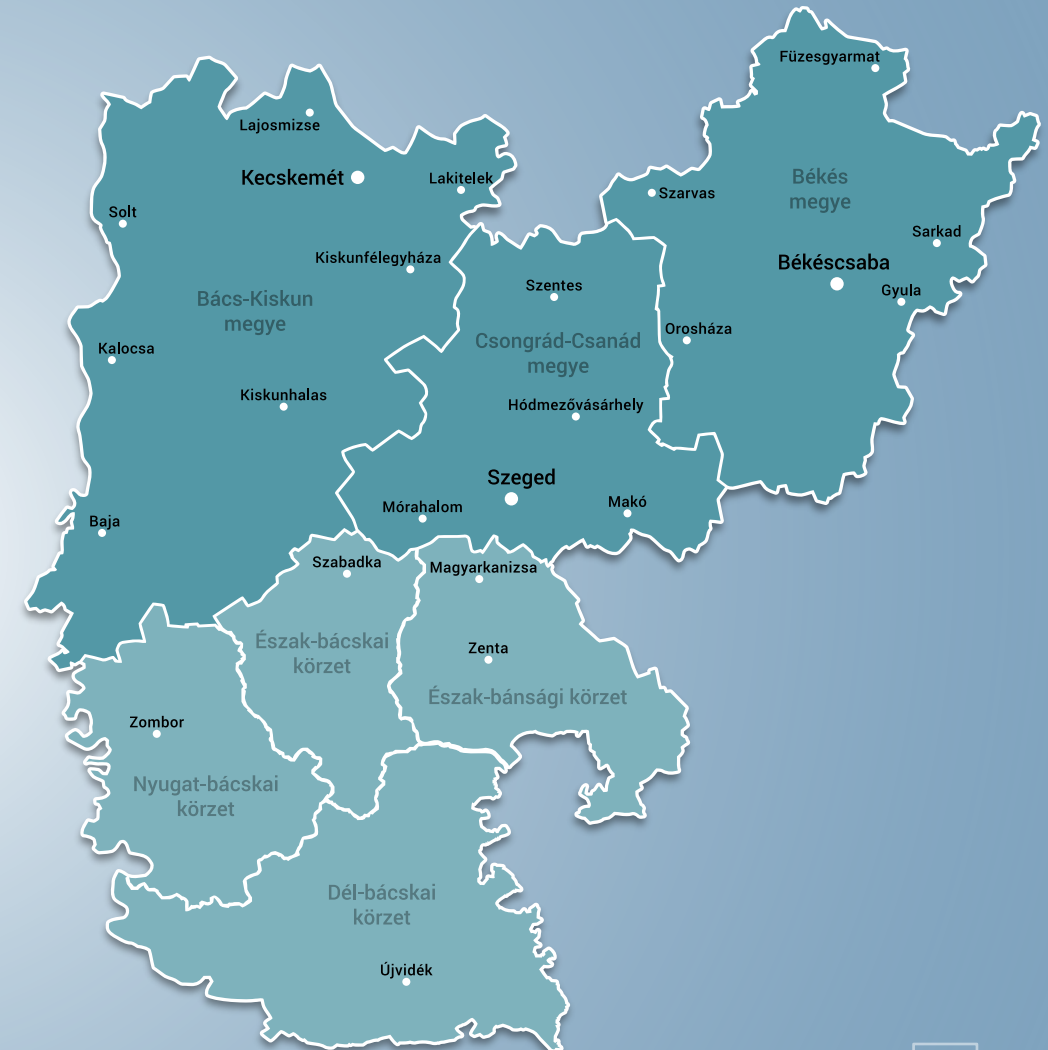 Füzesgyarmat
Lajosmizse
Kecskemét
Lakitelek
Békés
megye
Szarvas
Solt
Sarkad
Kiskunfélegyháza
Békéscsaba
Szentes
Gyula
Bács-Kiskun
megye
Orosháza
Csongrád-Csanád
megye
Kalocsa
Kiskunhalas
Hódmezővásárhely
Szeged
Makó
Mórahalom
Baja
Szabadka
Magyarkanizsa
Észak-bácskai
körzet
Zenta
Észak-bánsági körzet
Zombor
Nyugat-bácskai
körzet
Dél-bácskai
körzet
Újvidék